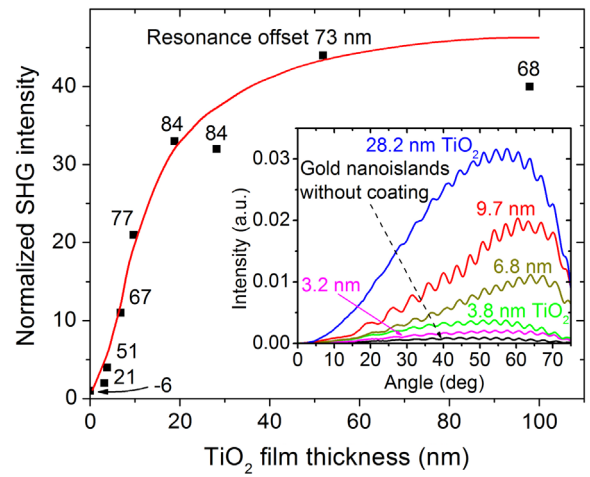 Resonance offset 73 nm
68
84
84
77
67
51
21
-6
Normalized SHG intensity
40
30
20
10
0
0
20
40
60
80
100
TiO2 film thickness (nm)
28.2 nm TiO2
Gold nanoislands
without coating
9.7 nm
6.8 nm
3.2 nm
3.8 nm TiO2
Intensity (a.u.)
0.03
0.02
0.01
0.00
0
10
20
30
40
50
60
70
Angle (deg)